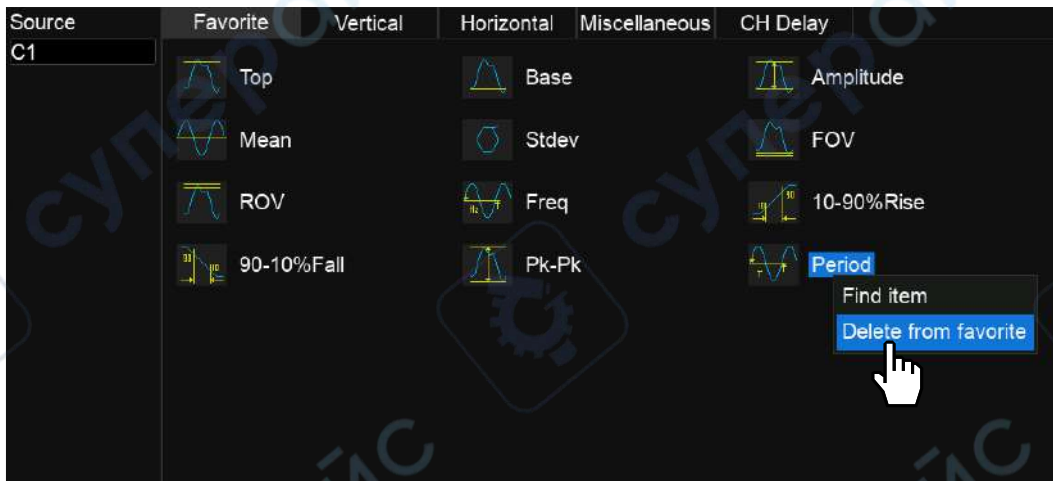 Source
Favorite Vertical Horizontal Miscellaneous CH Delay
C1
Top Base Amplitude
Mean Stdev FOV
ROV Freq 10-90%Rise
90-10%Fall Pk-Pk Period
Find item
Delete from favorite